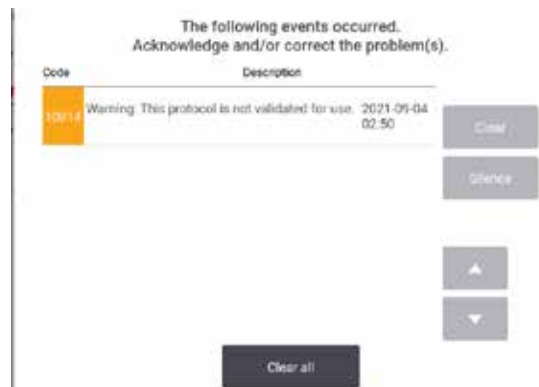 The following events occurred.
Acknowledge and/or correct the problem(s).
Code Description
Warning: This protocol is not validated for use. 2021-09-04
02:50
Clear
Silence
Clear all